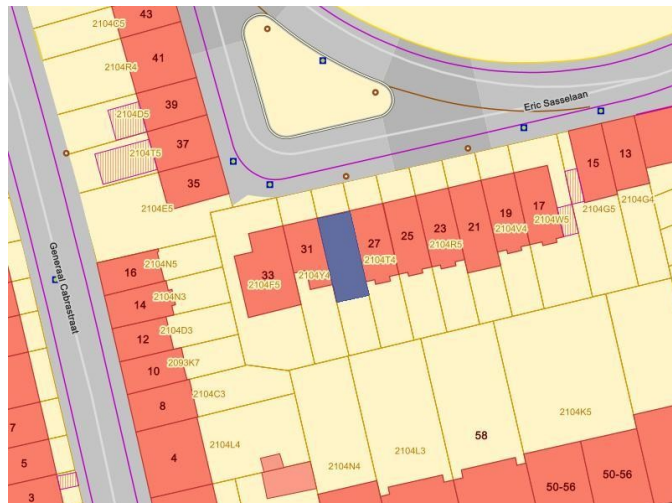 43
2104C5
2104R4
41
39
2104D5
37
2104T5
35
2104E5
Eric Sasselaan
15
13
2104G5
2104G4
17
2104W5
19
2104V4
21
23
2104R5
25
27
2104T4
31
2104Y4
33
2104F5
Generaal Cabrastraat
16
2104N5
14
2104N3
12
2104D3
10
2093K7
8
2104C3
7
4
2104L4
5
3
2104N4
2104L3
58
2104K5
50-56
50-56